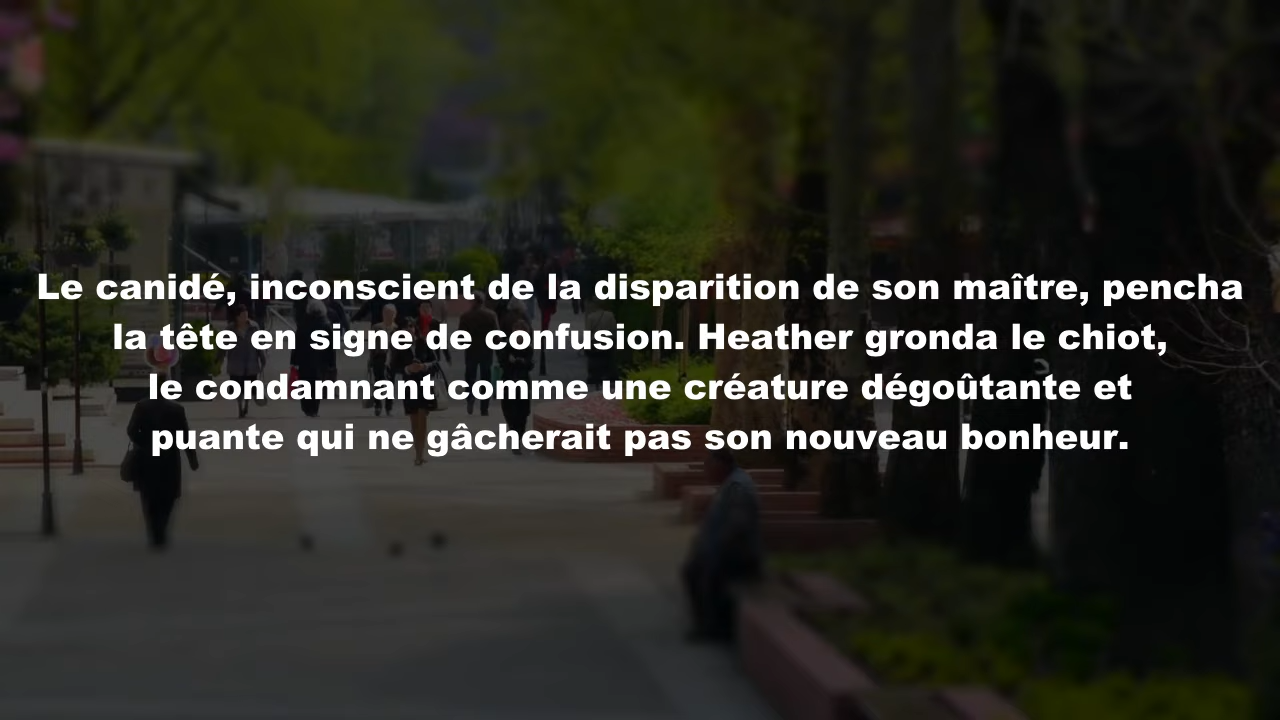 Le canidé, inconscient de la disparition de son maître, pencha
la tête en signe de confusion. Heather gronda le chiot,
le condamnant comme une créature dégoûtante et
puante qui ne gâcherait pas son nouveau bonheur.